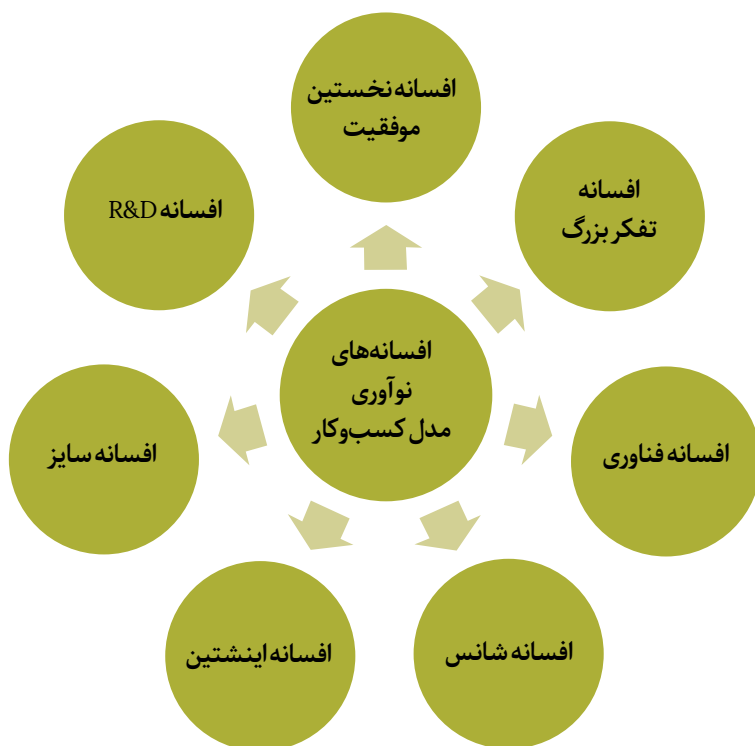 افسانه نخستین
موفقیت
افسانه
تفکر بزرگ
افسانه R&D
افسانه‌های
نوآوری
مدل کسب‌وکار
افسانه فناوری
افسانه سایز
افسانه شانس
افسانه اینشتین